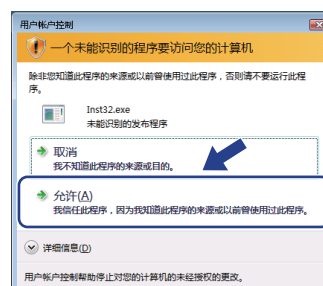 用户帐户控制
一个未能识别的程序要访问您的计算机
除非您知道此程序的来源或以前曾使用过此程序，否则请不要运行此程
序。
Inst32.exe
未能识别的发布程序
取消
我不知道此程序的来源或目的。
允许(A)
我信任此程序，因为我知道此程序的来源或以前曾使用过此程序。
详细信息(D)
用户帐户控制帮助停止对您的计算机的未经授权的更改。